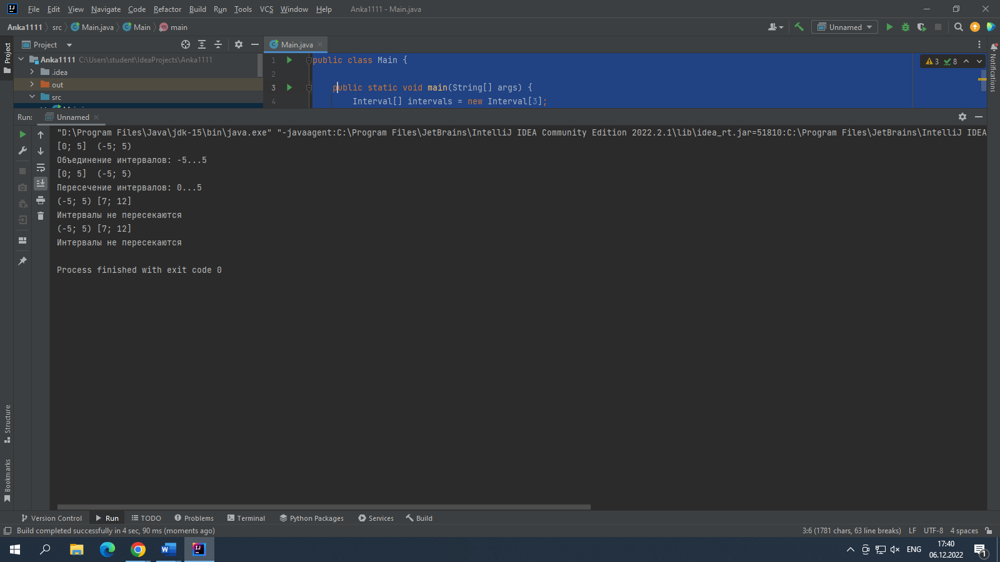 File Edit View Navigate Code Refactor Build Run Tools VCS Window Help Anka1111 - Main.java
Anka1111 src Main.java Main main Unnamed
Project Main.java
Project
Anka1111 C:\Users\student\IdeaProjects\Anka1111
.idea
out
src
1 public class Main {
2
3 public static void main(String[] args) {
4 Interval[] intervals = new Interval[3];
3 8
Notifications
Run: Unnamed
"D:\Program Files\Java\jdk-15\bin\java.exe" "-javaagent:C:\Program Files\JetBrains\IntelliJ IDEA Community Edition 2022.2.1\lib\idea_rt.jar=51810:C:\Program Files\JetBrains\IntelliJ IDEA
[0; 5]  (-5; 5)
Объединение интервалов: -5...5
[0; 5]  (-5; 5)
Пересечение интервалов: 0...5
(-5; 5) [7; 12]
Интервалы не пересекаются
(-5; 5) [7; 12]
Интервалы не пересекаются
Process finished with exit code 0
Structure
Bookmarks
Version Control Run TODO Problems Terminal Python Packages Services Build
Build completed successfully in 4 sec, 90 ms (moments ago) 3:6 (1781 chars, 63 line breaks) LF UTF-8 4 spaces
ENG 17:40
06.12.2022
1